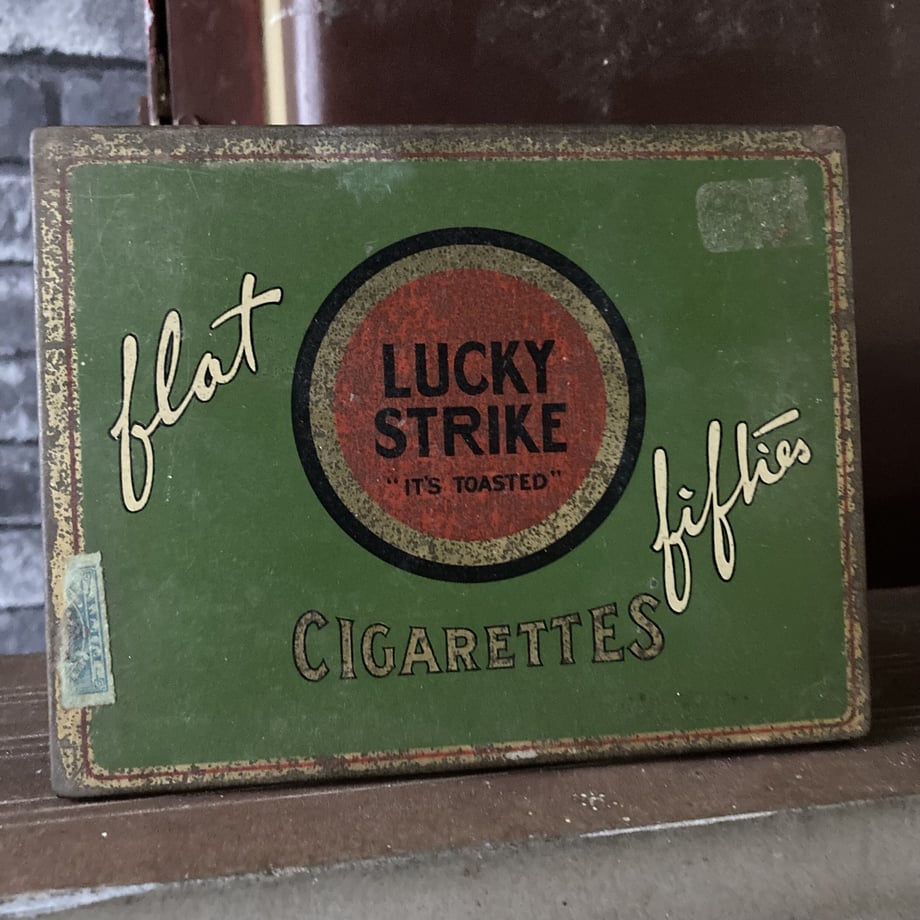 flat
LUCKY
STRIKE
"IT'S TOASTED"
fifties
CIGARETTES